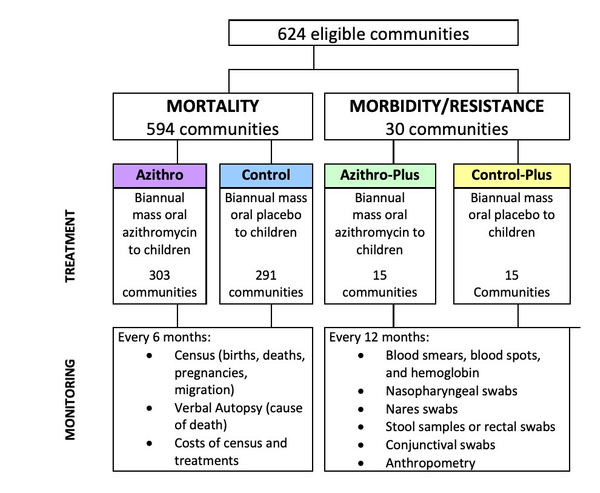 624 eligible communities
MORTALITY
594 communities
MORBIDITY/RESISTANCE
30 communities
TREATMENT
Azithro
Biannual
mass oral
azithromycin
to children
303
communities
Control
Biannual mass
oral placebo to
children
291
communities
Azithro-Plus
Biannual
mass oral
azithromycin to
children
15
communities
Control-Plus
Biannual mass
oral placebo to
children
15
Communities
MONITORING
Every 6 months:
• Census (births, deaths,
pregnancies,
migration)
• Verbal Autopsy (cause
of death)
• Costs of census and
treatments
Every 12 months:
• Blood smears, blood spots,
and hemoglobin
• Nasopharyngeal swabs
• Nares swabs
• Stool samples or rectal swabs
• Conjunctival swabs
• Anthropometry